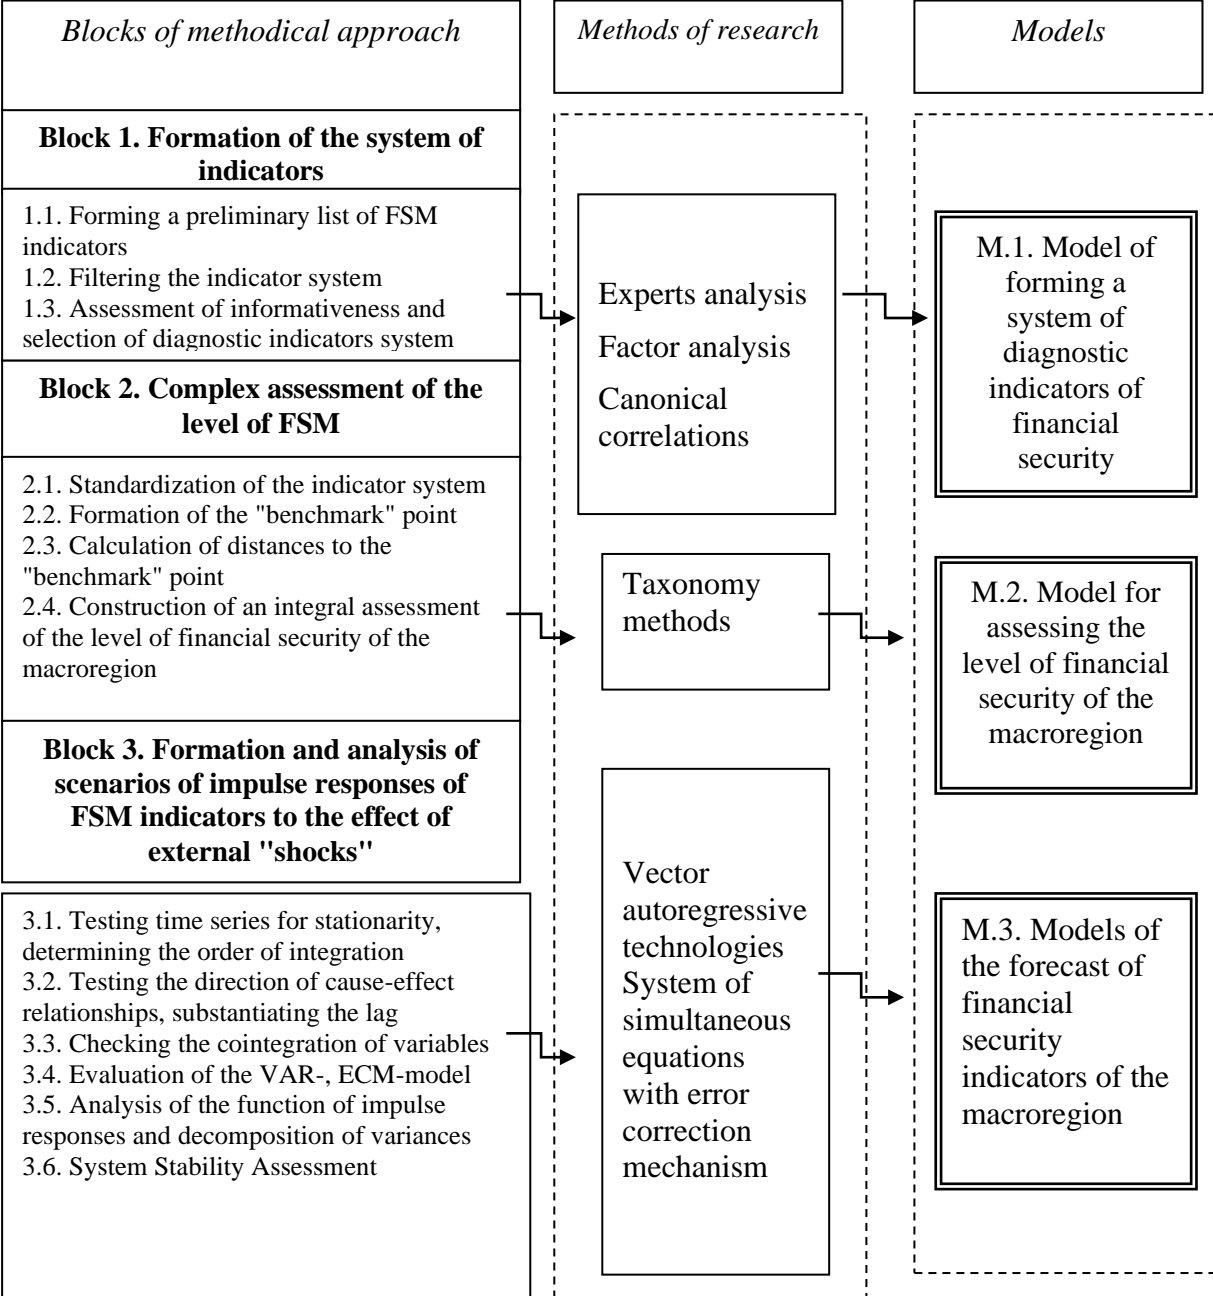 Blocks of methodical approach
Methods of research
Models
Block 1. Formation of the system of
indicators
1.1. Forming a preliminary list of FSM
indicators
1.2. Filtering the indicator system
1.3. Assessment of informativeness and
selection of diagnostic indicators system
Block 2. Complex assessment of the
level of FSM
2.1. Standardization of the indicator system
2.2. Formation of the "benchmark" point
2.3. Calculation of distances to the
"benchmark" point
2.4. Construction of an integral assessment
of the level of financial security of the
macroregion
Block 3. Formation and analysis of
scenarios of impulse responses of
FSM indicators to the effect of
external "shocks"
3.1. Testing time series for stationarity,
determining the order of integration
3.2. Testing the direction of cause-effect
relationships, substantiating the lag
3.3. Checking the cointegration of variables
3.4. Evaluation of the VAR-, ECM-model
3.5. Analysis of the function of impulse
responses and decomposition of variances
3.6. System Stability Assessment
Experts analysis
Factor analysis
Canonical
correlations
Taxonomy
methods
Vector
autoregressive
technologies
System of
simultaneous
equations
with error
correction
mechanism
M.1. Model of
forming a
system of
diagnostic
indicators of
financial
security
M.2. Model for
assessing the
level of financial
security of the
macroregion
M.3. Models of
the forecast of
financial
security
indicators of the
macroregion